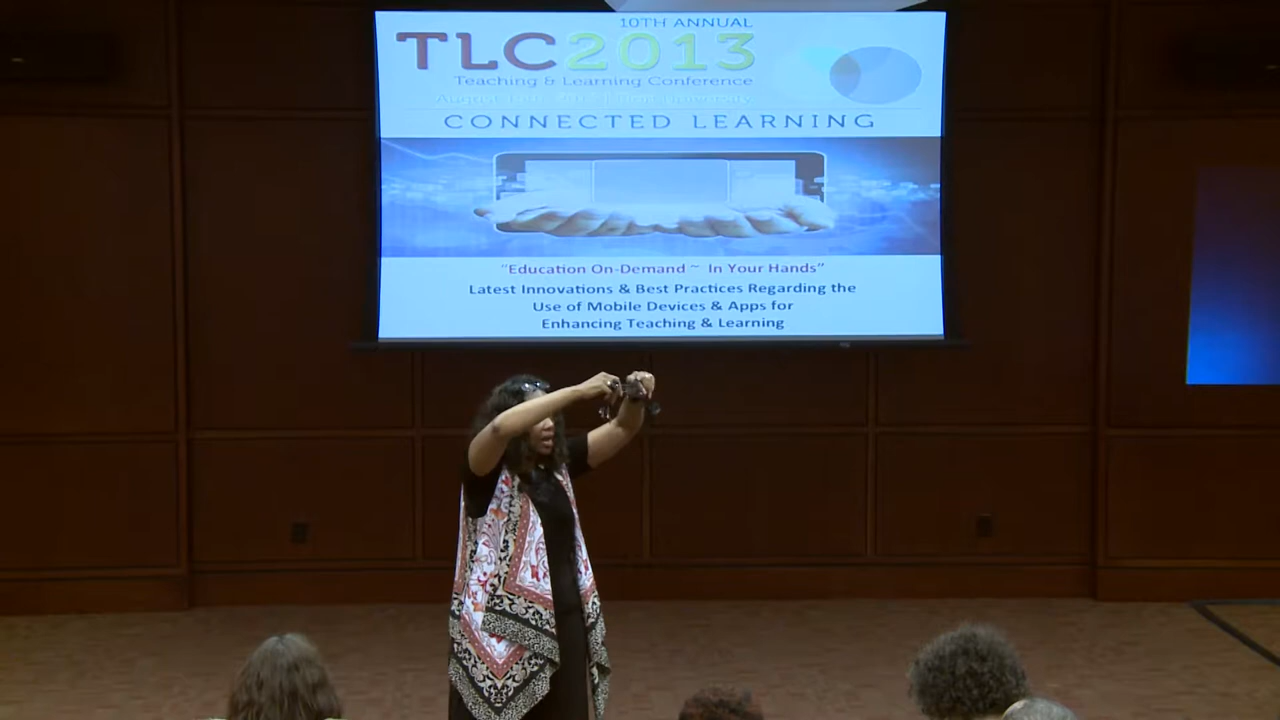 10TH ANNUAL
TLC2013
Teaching & Learning Conference
CONNECTED LEARNING
“Education On-Demand ~ In Your Hands”
Latest Innovations & Best Practices Regarding the
Use of Mobile Devices & Apps for
Enhancing Teaching & Learning